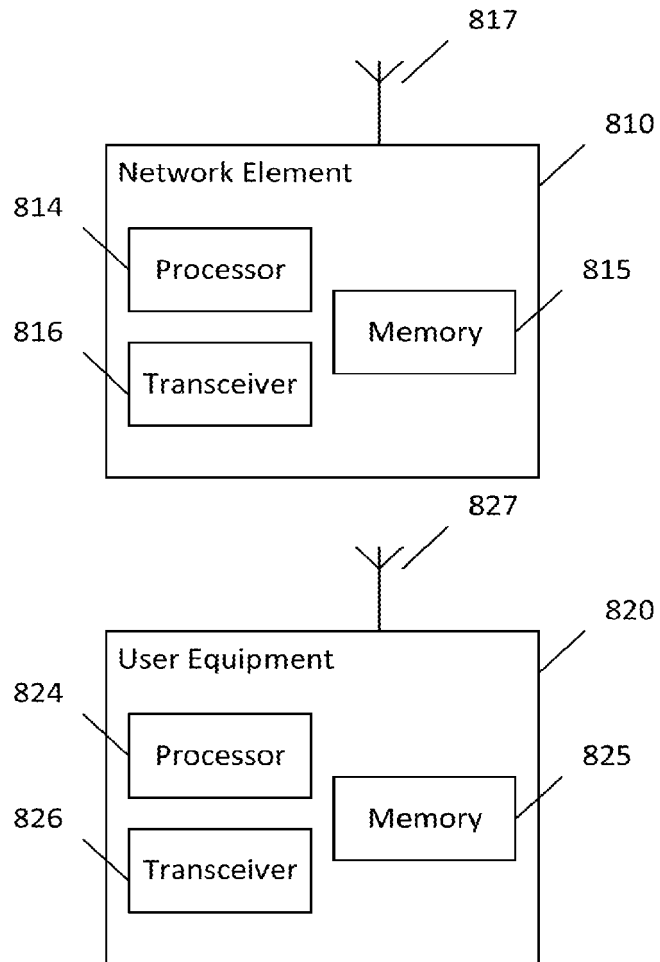 817
810
Network Element
814
Processor
815
Memory
816
Transceiver
827
820
User Equipment
824
Processor
825
Memory
826
Transceiver